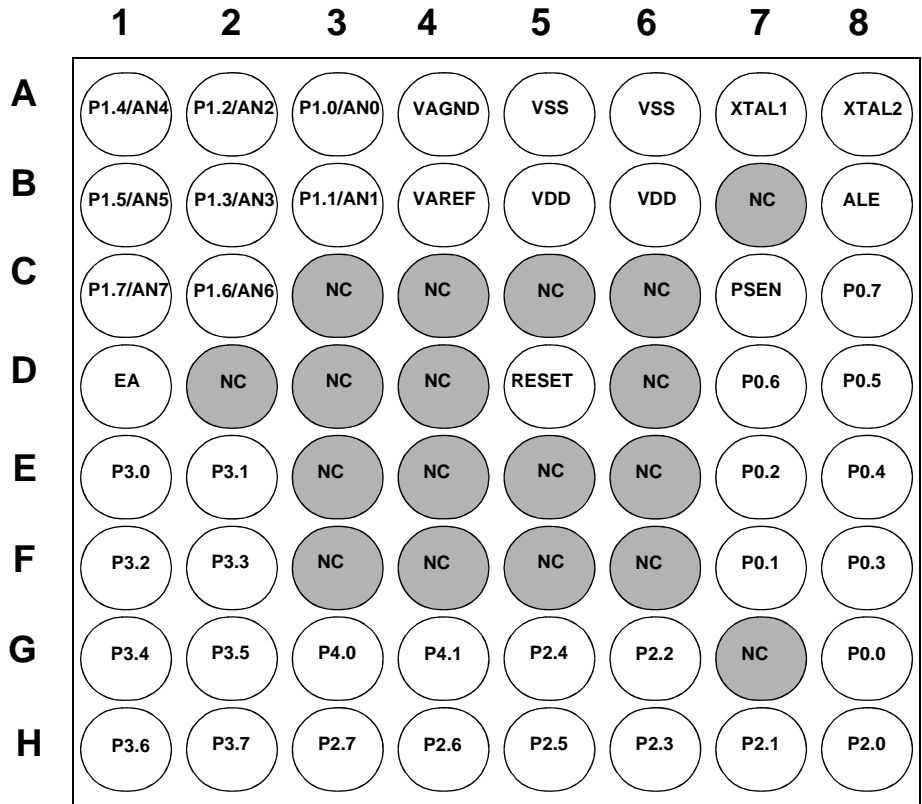 1 2 3 4 5 6 7 8
A P1.4/AN4 P1.2/AN2 P1.0/AN0 VAGND VSS VSS XTAL1 XTAL2
B P1.5/AN5 P1.3/AN3 P1.1/AN1 VAREF VDD VDD NC ALE
C P1.7/AN7 P1.6/AN6 NC NC NC NC PSEN P0.7
D EA NC NC NC RESET NC P0.6 P0.5
E P3.0 P3.1 NC NC NC NC P0.2 P0.4
F P3.2 P3.3 NC NC NC NC P0.1 P0.3
G P3.4 P3.5 P4.0 P4.1 P2.4 P2.2 NC P0.0
H P3.6 P3.7 P2.7 P2.6 P2.5 P2.3 P2.1 P2.0